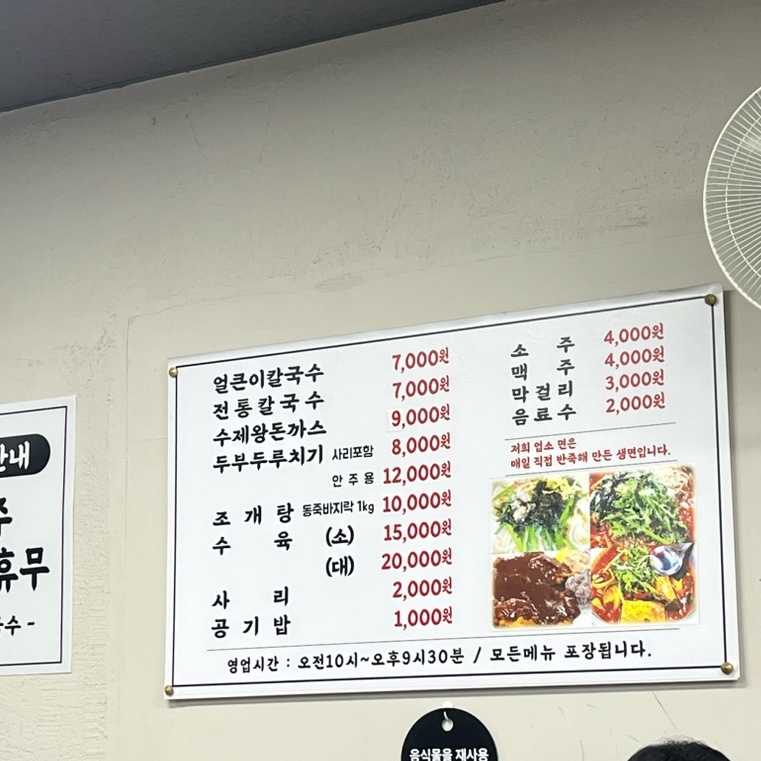 안내
휴무
얼큰이칼국수 7,000원
전통칼국수 7,000원
수제왕돈까스 9,000원
두부두루치기 사리포함 8,000원
안주용 12,000원
조개탕 동죽바지락 1kg 10,000원
수육 (소) 15,000원
(대) 20,000원
사리 2,000원
공기밥 1,000원
소주 4,000원
맥주 4,000원
막걸리 3,000원
음료수 2,000원
저희 업소 면은
매일 직접 반죽해 만든 생면입니다.
영업시간 : 오전10시~오후9시30분 / 모든메뉴 포장됩니다.
음식물을 재사용